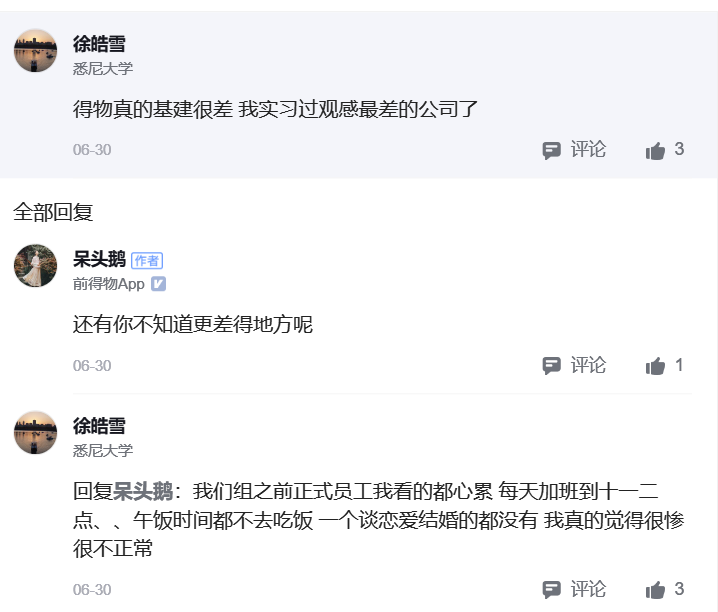 徐皓雪
悉尼大学
得物真的基建很差 我实习过观感最差的公司了
06-30 评论 3
全部回复
呆头鹅 作者
前得物App
还有你不知道更差得地方呢
06-30 评论 1
徐皓雪
悉尼大学
回复呆头鹅：我们组之前正式员工我看的都心累 每天加班到十一二
点、、午饭时间都不去吃饭 一个谈恋爱结婚的都没有 我真的觉得很惨
很不正常
06-30 评论 3